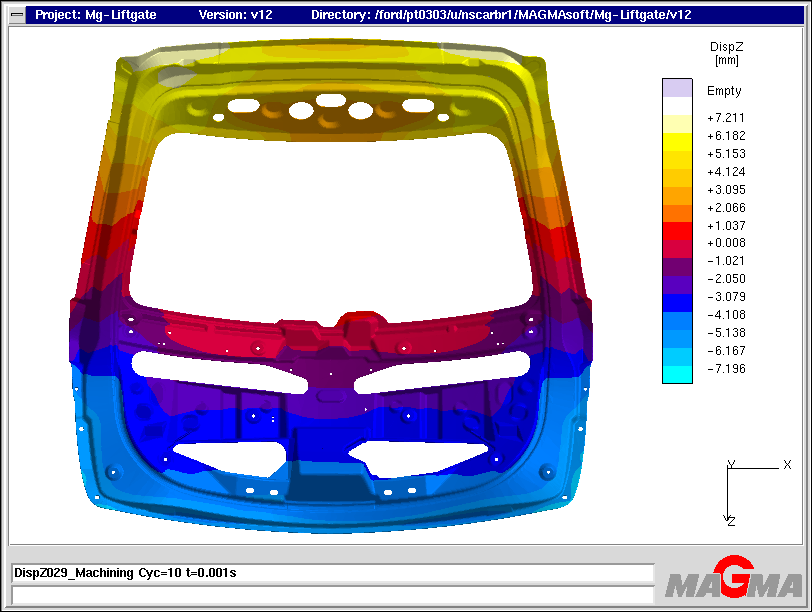 Project: Mg-Liftgate Version: v12 Directory: /ford/pt0303/u/nscarbr1/MAGMAsoft/Mg-Liftgate/v12
DispZ
[mm]
Empty
+7.211
+6.182
+5.153
+4.124
+3.095
+2.066
+1.037
+0.008
-1.021
-2.050
-3.079
-4.108
-5.138
-6.167
-7.196
Y X
Z
DispZ029_Machining Cyc=10 t=0.001s
MAGMA